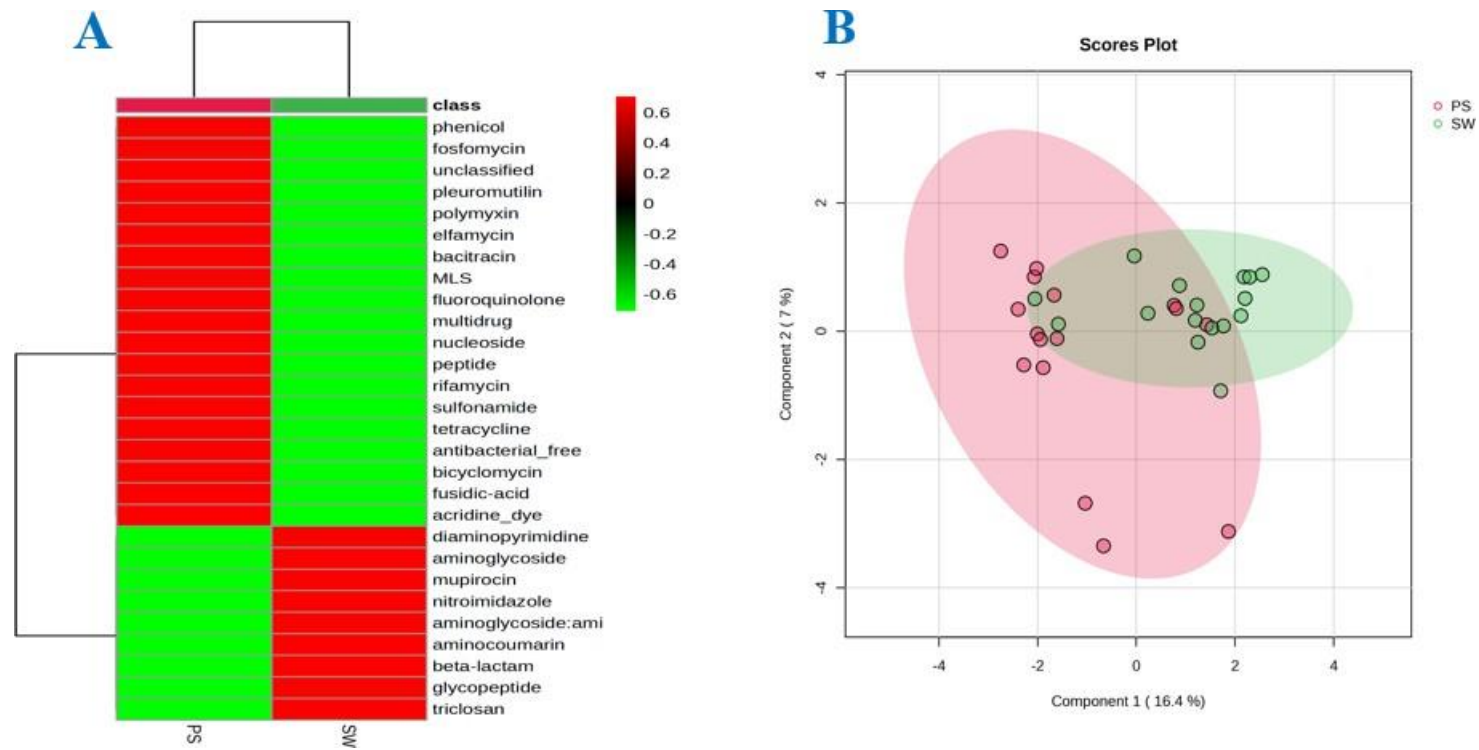 A
class
phenicol
fosfomycin
unclassified
pleuromutilin
polymyxin
elfamycin
bacitracin
MLS
fluoroquinolone
multidrug
nucleoside
peptide
rifamycin
sulfonamide
tetracycline
antibacterial_free
bicyclomycin
fusidic-acid
acridine_dye
diaminopyrimidine
aminoglycoside
mupirocin
nitroimidazole
aminoglycoside:ami
aminocoumarin
beta-lactam
glycopeptide
triclosan
PS
SW
0.6
0.4
0.2
0
-0.2
-0.4
-0.6
B
Scores Plot
PS
SW
Component 2 ( 7 %)
4
2
0
-2
-4
-4
-2
0
2
4
Component 1 ( 16.4 %)